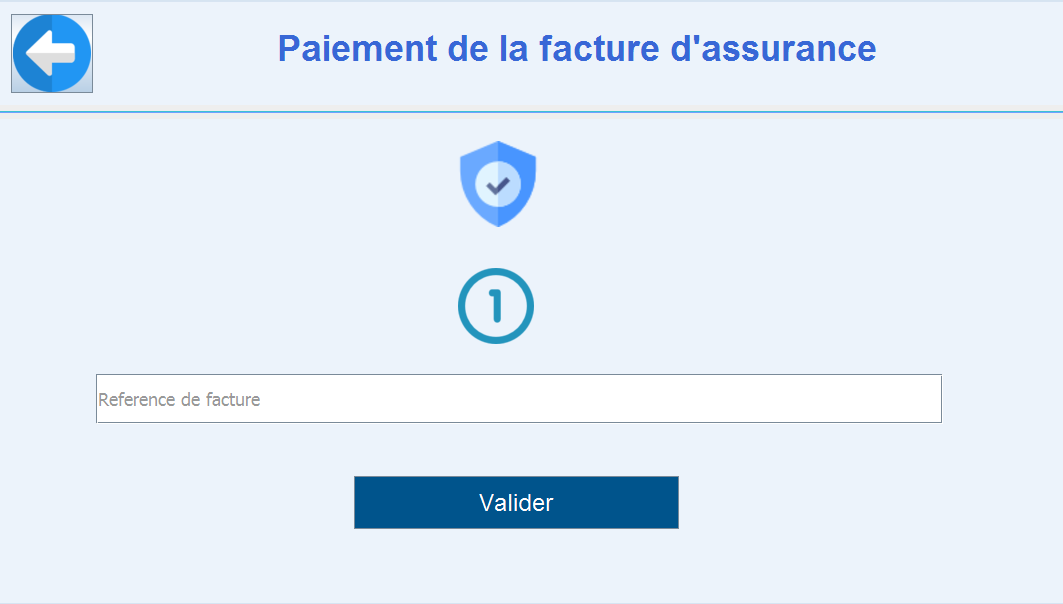 Paiement de la facture d'assurance
1
Reference de facture
Valider